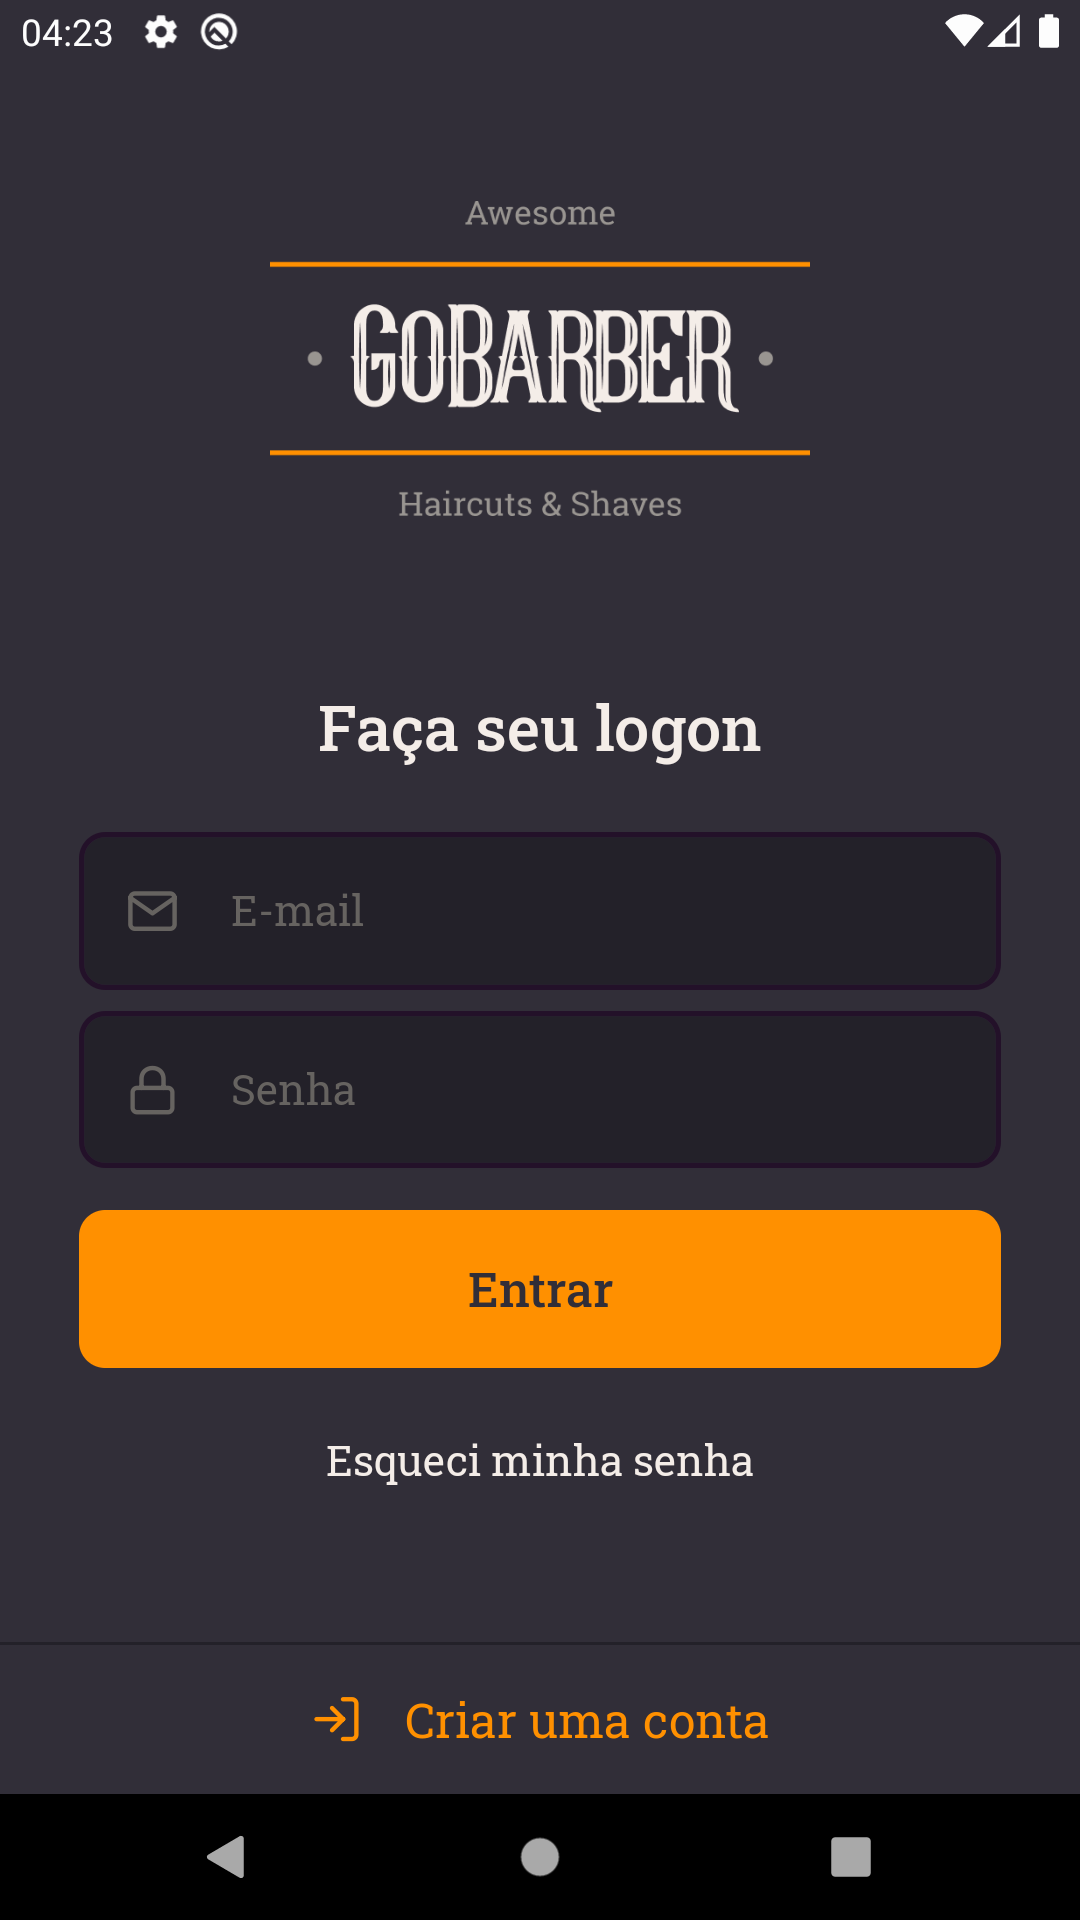 04:23
Awesome
• GOBARBER •
Haircuts & Shaves
Faça seu logon
E-mail
Senha
Entrar
Esqueci minha senha
Criar uma conta